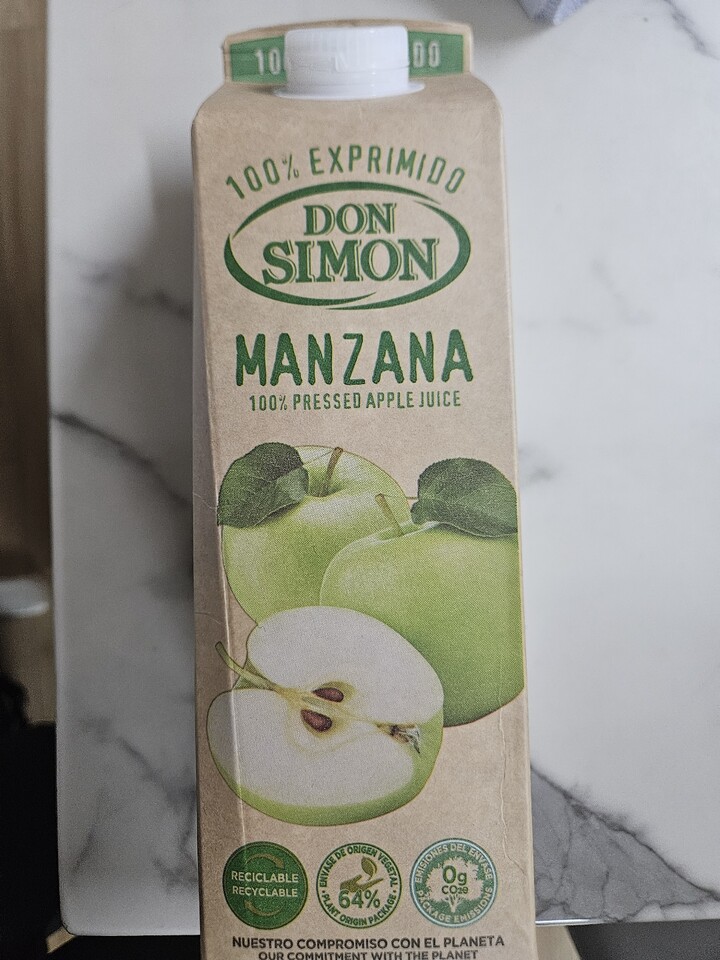 100% EXPRIMIDO
DON
SIMON
MANZANA
100% PRESSED APPLE JUICE
RECICLABLE
RECYCLABLE
ENVASE DE ORIGEN VEGETAL
64%
PLANT ORIGIN PACKAGE
EMISIONES DEL ENVASE
0g
CO2e
PACKAGE EMISSIONS
NUESTRO COMPROMISO CON EL PLANETA
OUR COMMITMENT WITH THE PLANET